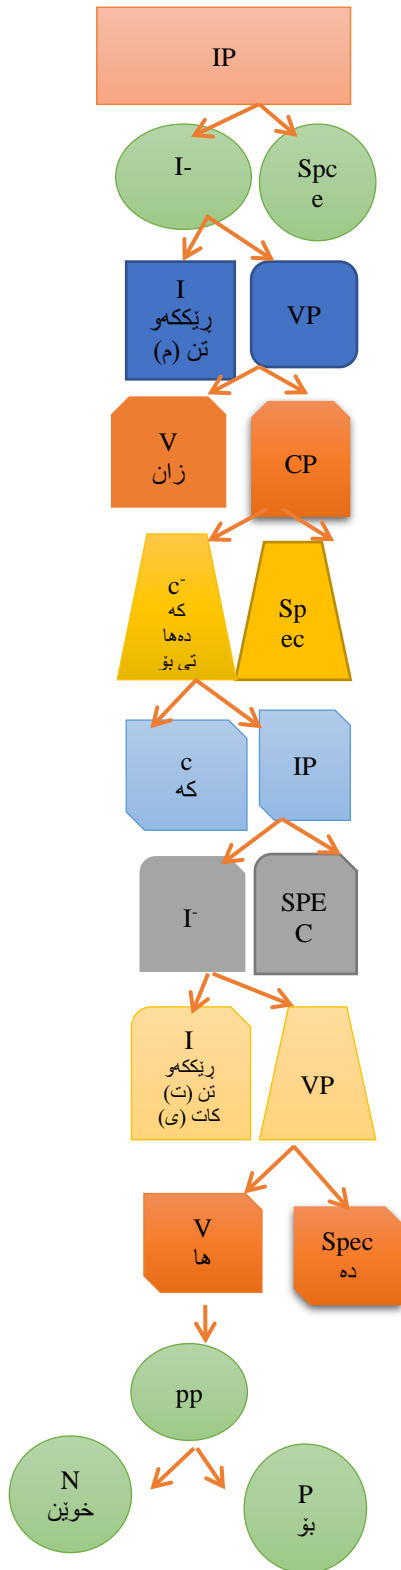 IP
I-
Spc
e
I
ڕێککەو
تن (م)
VP
V
زان
CP
c-
کە
دەها
تی بۆ
Sp
ec
c
کە
IP
I-
SPE
C
I
ڕێککەو
تن (ت)
کات (ی)
VP
V
ها
Spec
دە
pp
N
خوێن
P
بۆ